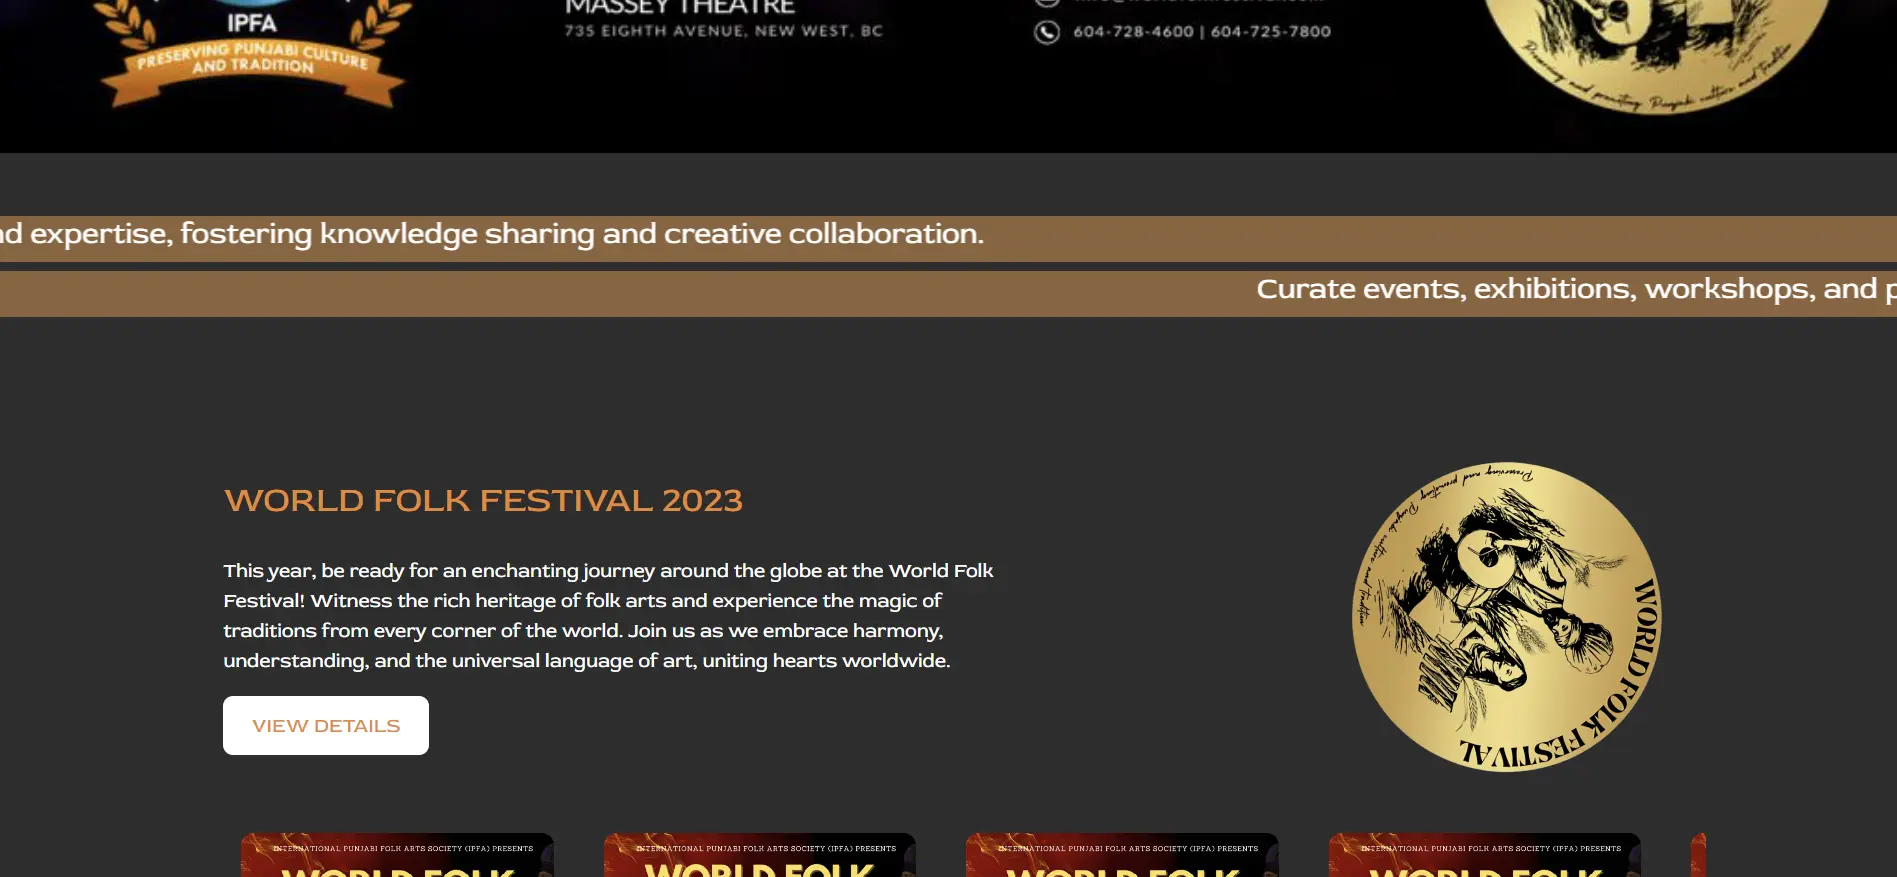 IPFA
PRESERVING PUNJABI CULTURE
AND TRADITION
MASSEY THEATRE
735 EIGHTH AVENUE, NEW WEST, BC
604-728-4600 | 604-725-7800
Preserving and promoting Punjabi culture and tradition
nd expertise, fostering knowledge sharing and creative collaboration.
Curate events, exhibitions, workshops, and p
WORLD FOLK FESTIVAL 2023
This year, be ready for an enchanting journey around the globe at the World Folk
Festival! Witness the rich heritage of folk arts and experience the magic of
traditions from every corner of the world. Join us as we embrace harmony,
understanding, and the universal language of art, uniting hearts worldwide.
VIEW DETAILS
Preserving and promoting Punjabi culture and tradition
WORLD FOLK FESTIVAL
INTERNATIONAL PUNJABI FOLK ARTS SOCIETY (IPFA) PRESENTS
WORLD FOLK
INTERNATIONAL PUNJABI FOLK ARTS SOCIETY (IPFA) PRESENTS
WORLD FOLK
INTERNATIONAL PUNJABI FOLK ARTS SOCIETY (IPFA) PRESENTS
WORLD FOLK
INTERNATIONAL PUNJABI FOLK ARTS SOCIETY (IPFA) PRESENTS
WORLD FOLK